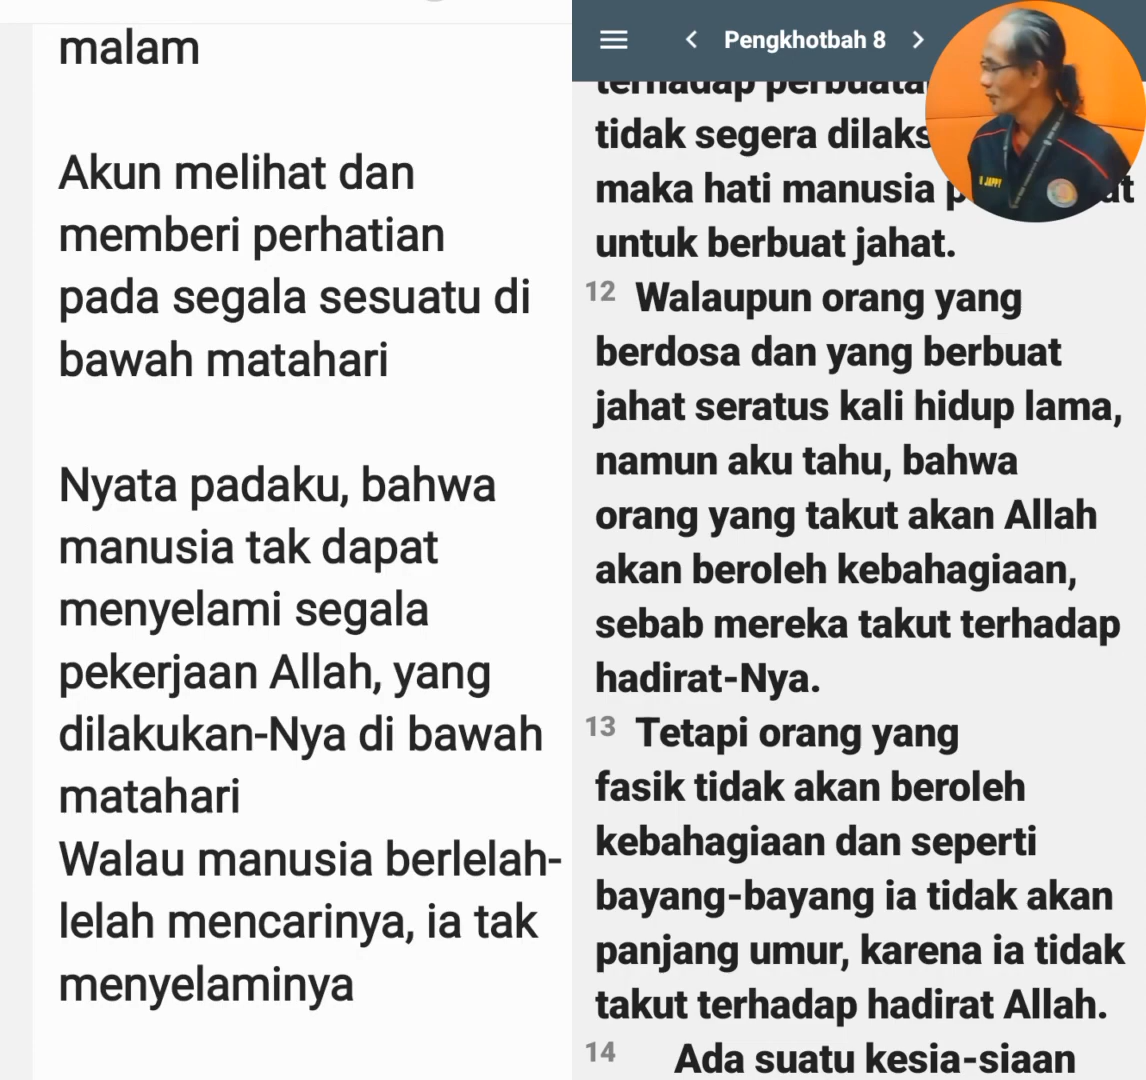 malam
Akun melihat dan
memberi perhatian
pada segala sesuatu di
bawah matahari
Nyata padaku, bahwa
manusia tak dapat
menyelami segala
pekerjaan Allah, yang
dilakukan-Nya di bawah
matahari
Walau manusia berlelah-
lelah mencarinya, ia tak
menyelaminya
Pengkhotbah 8
terhadap
tidak segera
maka hati manusia
untuk berbuat jahat.
12 Walaupun orang yang
berdosa dan yang berbuat
jahat seratus kali hidup lama,
namun aku tahu, bahwa
orang yang takut akan Allah
akan beroleh kebahagiaan,
sebab mereka takut terhadap
hadirat-Nya.
13 Tetapi orang yang
fasik tidak akan beroleh
kebahagiaan dan seperti
bayang-bayang ia tidak akan
panjang umur, karena ia tidak
takut terhadap hadirat Allah.
14 Ada suatu kesia-siaan
JAPPY